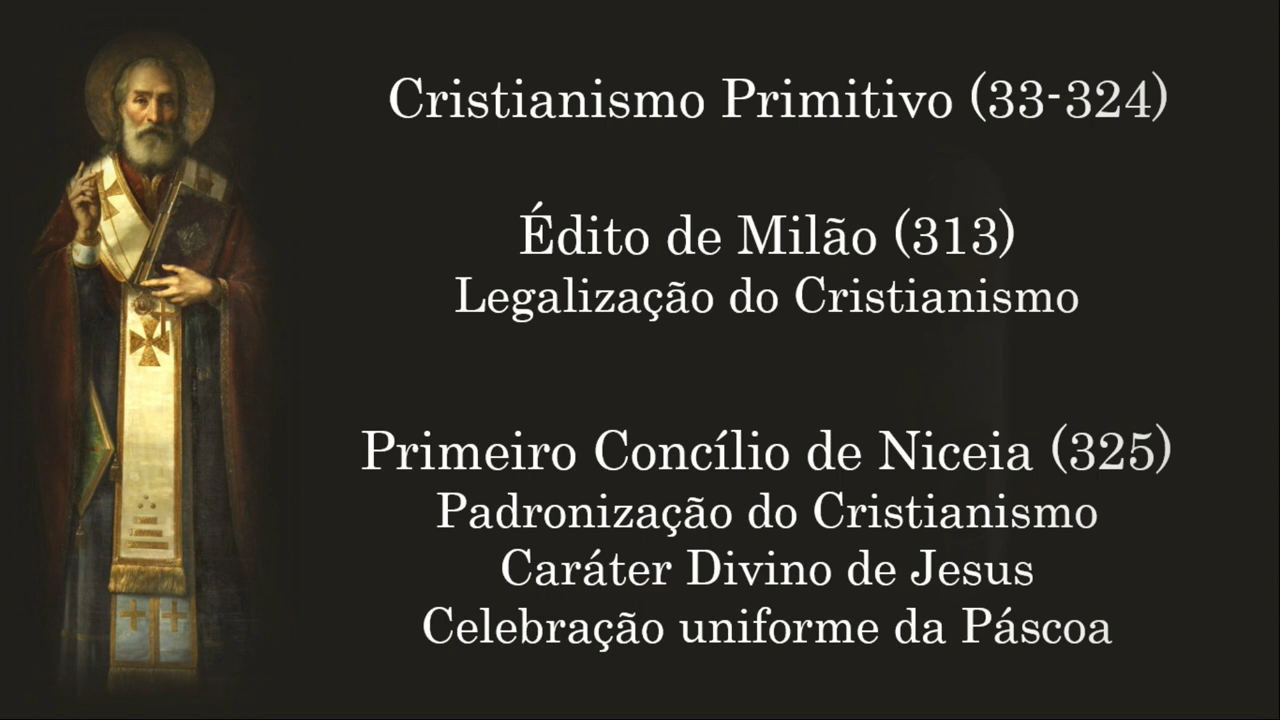 Cristianismo Primitivo (33-324)
Édito de Milão (313)
Legalização do Cristianismo
Primeiro Concílio de Niceia (325)
Padronização do Cristianismo
Caráter Divino de Jesus
Celebração uniforme da Páscoa